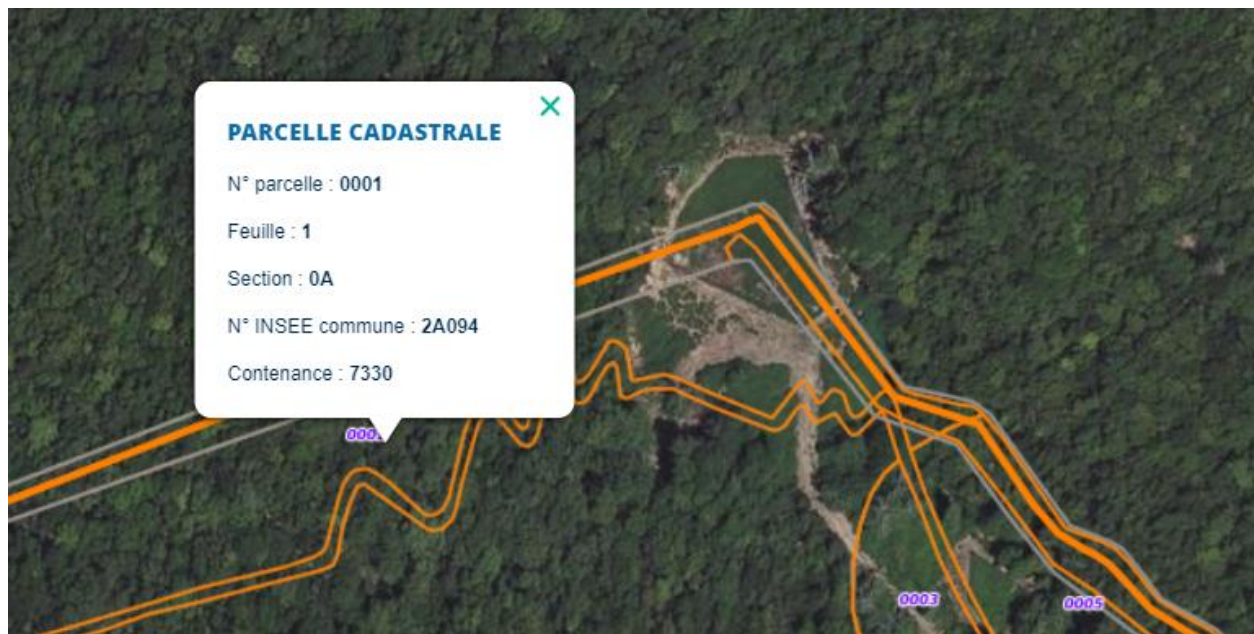 PARCELLE CADASTRALE
N° parcelle : 0001
Feuille : 1
Section : 0A
N° INSEE commune : 2A094
Contenance : 7330
0003
0005